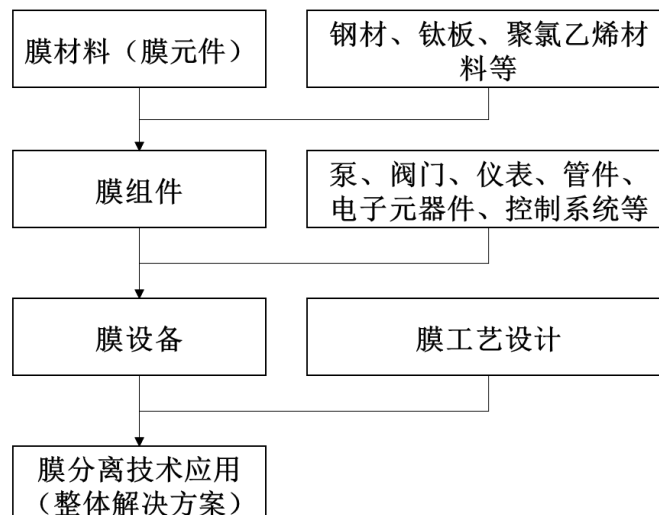 膜材料（膜元件）
钢材、钛板、聚氯乙烯材
料等
膜组件
泵、阀门、仪表、管件、
电子元器件、控制系统等
膜设备
膜工艺设计
膜分离技术应用
（整体解决方案）